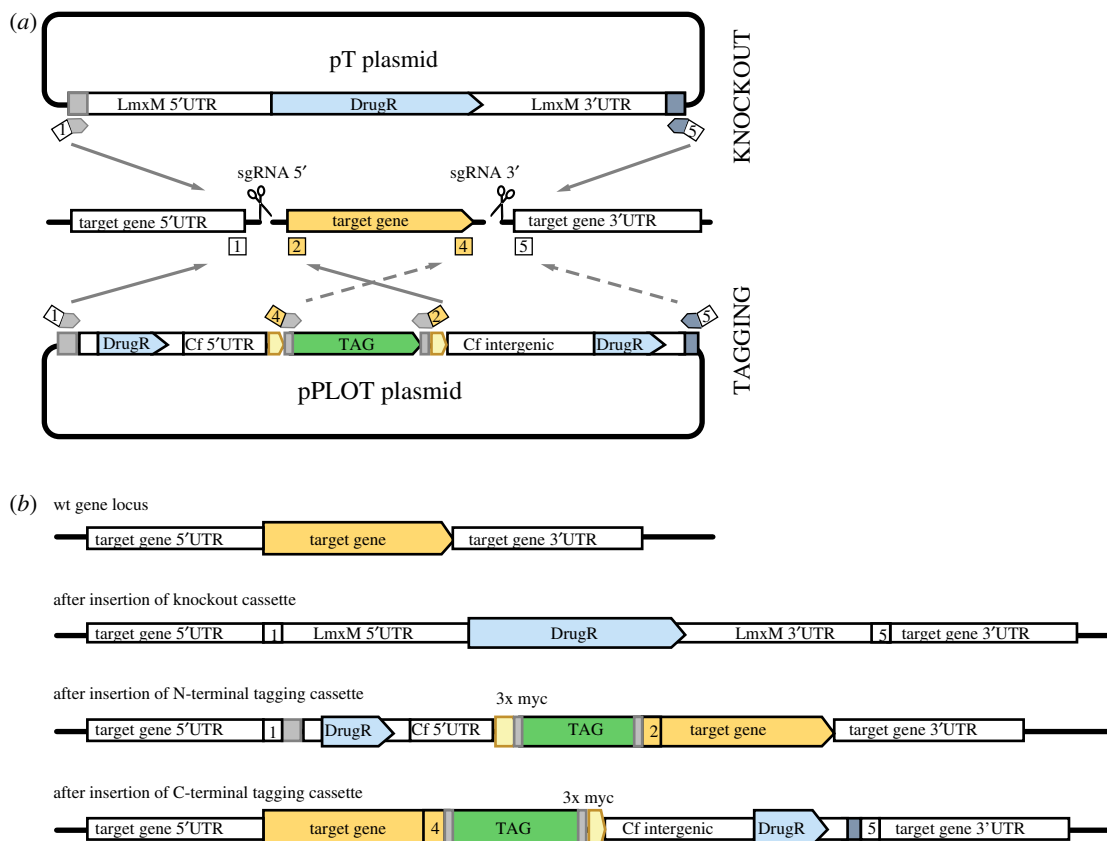 (a)
pT plasmid
KNOCKOUT
LmxM 5′UTR DrugR LmxM 3′UTR
1 5
sgRNA 5′ sgRNA 3′
target gene 5′UTR target gene target gene 3′UTR
1 2 4 5
1 4 2 5
DrugR Cf 5′UTR TAG Cf intergenic DrugR
TAGGING
pPLOT plasmid
(b)
wt gene locus
target gene 5′UTR target gene target gene 3′UTR
after insertion of knockout cassette
target gene 5′UTR 1 LmxM 5′UTR DrugR LmxM 3′UTR 5 target gene 3′UTR
after insertion of N-terminal tagging cassette
3x myc
target gene 5′UTR 1 DrugR Cf 5′UTR TAG 2 target gene target gene 3′UTR
after insertion of C-terminal tagging cassette
3x myc
target gene 5′UTR target gene 4 TAG Cf intergenic DrugR 5 target gene 3’UTR